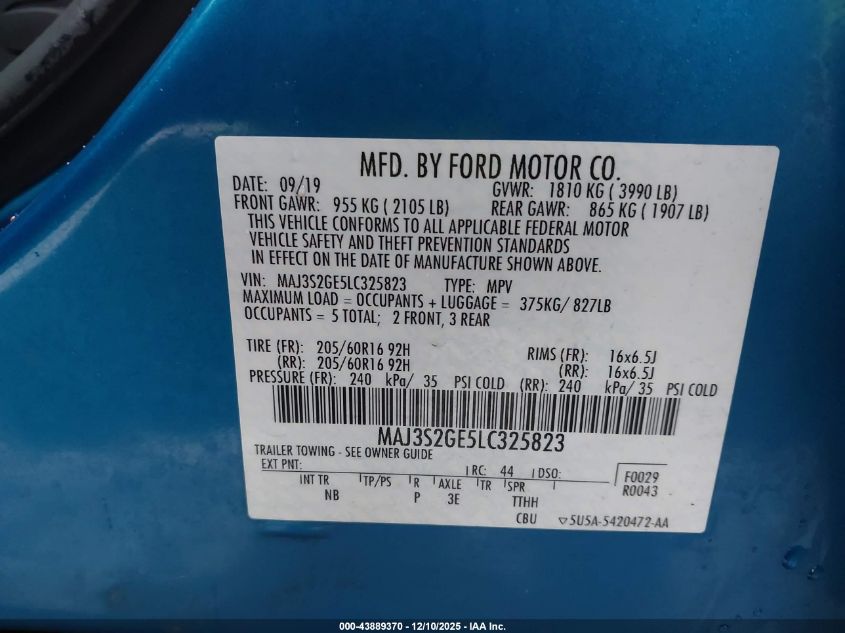 MFD. BY FORD MOTOR CO.
DATE: 09/19 GVWR: 1810 KG ( 3990 LB)
FRONT GAWR: 955 KG ( 2105 LB) REAR GAWR: 865 KG ( 1907 LB)
THIS VEHICLE CONFORMS TO ALL APPLICABLE FEDERAL MOTOR
VEHICLE SAFETY AND THEFT PREVENTION STANDARDS
IN EFFECT ON THE DATE OF MANUFACTURE SHOWN ABOVE.
VIN: MAJ3S2GE5LC325823 TYPE: MPV
MAXIMUM LOAD = OCCUPANTS + LUGGAGE = 375KG/ 827LB
OCCUPANTS = 5 TOTAL; 2 FRONT, 3 REAR
TIRE (FR): 205/60R16 92H RIMS (FR): 16x6.5J
(RR): 205/60R16 92H (RR): 16x6.5J
PRESSURE (FR): 240 kPa/ 35 PSI COLD (RR): 240 kPa/ 35 PSI COLD
MAJ3S2GE5LC325823
TRAILER TOWING - SEE OWNER GUIDE
EXT PNT: RC: 44 DSO: F0029
INT TR TP/PS R AXLE TR SPR R0043
NB P 3E TTHH
CBU ▽5U5A-5420472-AA
000-43889370 - 12/10/2025 - IAA Inc.